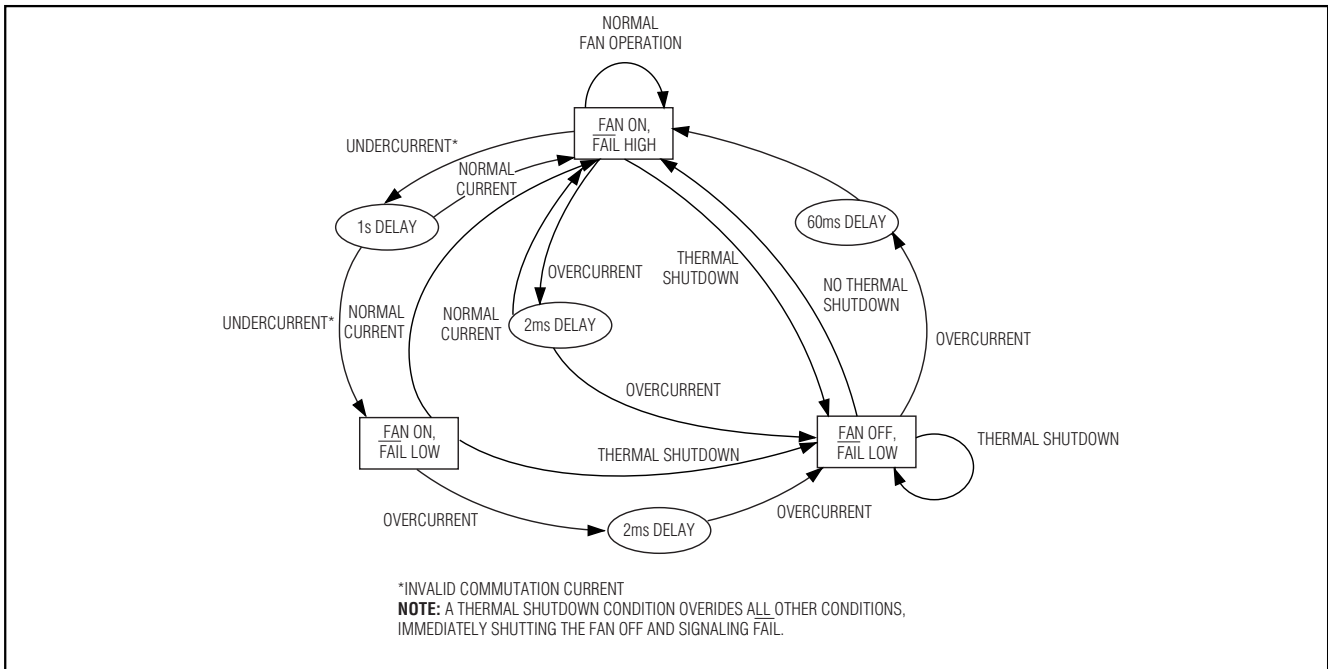 NORMAL
FAN OPERATION
FAN ON,
FAIL HIGH
UNDERCURRENT*
NORMAL
CURRENT
1s DELAY
60ms DELAY
THERMAL
SHUTDOWN
OVERCURRENT
NO THERMAL
SHUTDOWN
UNDERCURRENT*
NORMAL
CURRENT
NORMAL
CURRENT
2ms DELAY
OVERCURRENT
OVERCURRENT
FAN ON,
FAIL LOW
FAN OFF,
FAIL LOW
THERMAL SHUTDOWN
THERMAL SHUTDOWN
OVERCURRENT
2ms DELAY
OVERCURRENT
*INVALID COMMUTATION CURRENT
NOTE: A THERMAL SHUTDOWN CONDITION OVERIDES ALL OTHER CONDITIONS,
IMMEDIATELY SHUTTING THE FAN OFF AND SIGNALING FAIL.